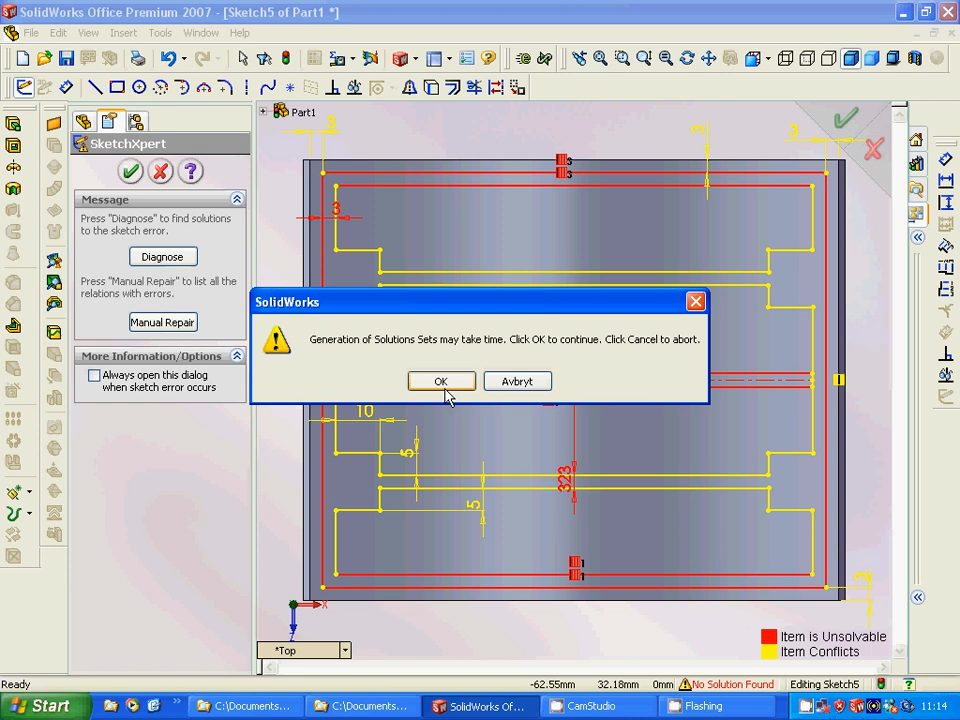 SolidWorks Office Premium 2007 - [Sketch5 of Part1 *]
File Edit View Insert Tools Window Help
Part1
SketchXpert
Message
Press "Diagnose" to find solutions
to the sketch error.
Diagnose
Press "Manual Repair" to list all the
relations with errors.
Manual Repair
More Information/Options
Always open this dialog
when sketch error occurs
3
3
3
3
3
3
SolidWorks
Generation of Solutions Sets may take time. Click OK to continue. Click Cancel to abort.
OK
Avbryt
10
5
323
5
1
1
3
X
Z
*Top
Item is Unsolvable
Item Conflicts
Ready
-62.55mm 32.18mm 0mm No Solution Found Editing Sketch5
Start
C:\Documents...
C:\Documents...
SolidWorks Of...
CamStudio
Flashing
11:14